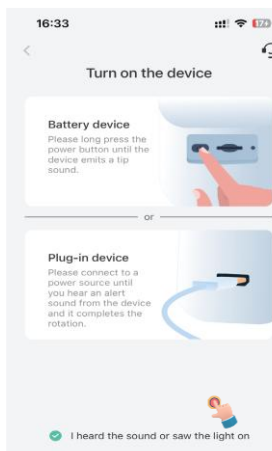 16:33
17
Turn on the device
Battery device
Please long press the
power button until the
device emits a tip
sound.
or
Plug-in device
Please connect to a
power source until
you hear an alert
sound from the device
and it completes the
rotation.
I heard the sound or saw the light on